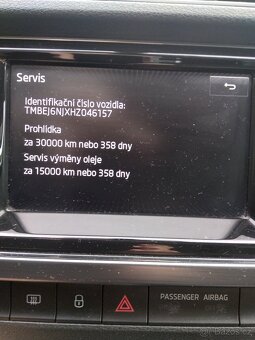 Servis
Identifikační číslo vozidla:
TMBEJ6NJXHZ046157
Prohlídka
za 30000 km nebo 358 dny
Servis výměny oleje
za 15000 km nebo 358 dny
PASSENGER AIRBAG